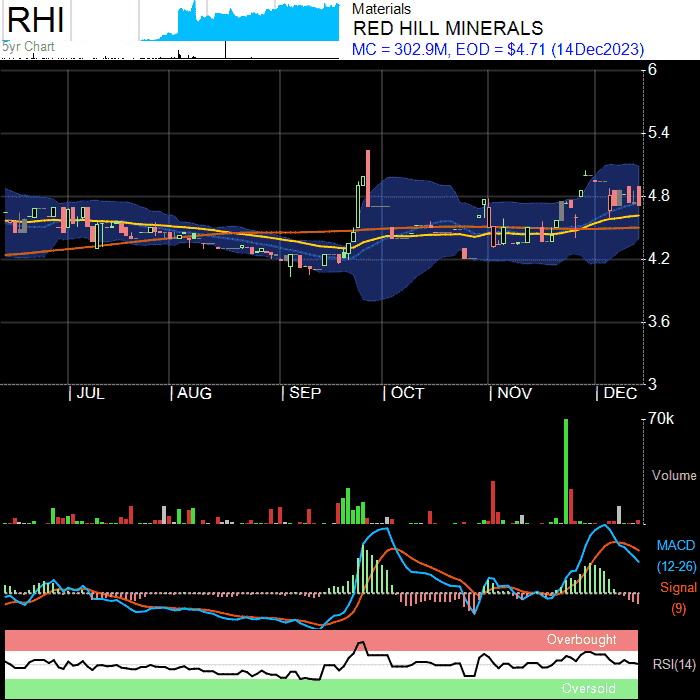 RHI
5yr Chart
Materials
RED HILL MINERALS
MC = 302.9M, EOD = $4.71 (14Dec2023)
6
5.4
4.8
4.2
3.6
3
JUL AUG SEP OCT NOV DEC
70k
Volume
MACD
(12-26)
Signal
(9)
Overbought
RSI(14)
Oversold